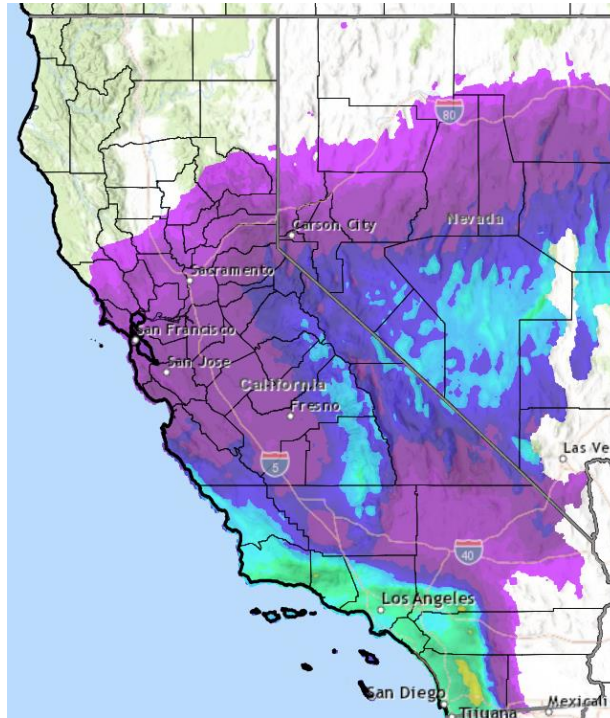 80
Nevada
Carson City
Sacramento
San Francisco
San Jose
California
Fresno
5
Las Ve
40
Los Angeles
San Diego
Tijuana
Mexicali